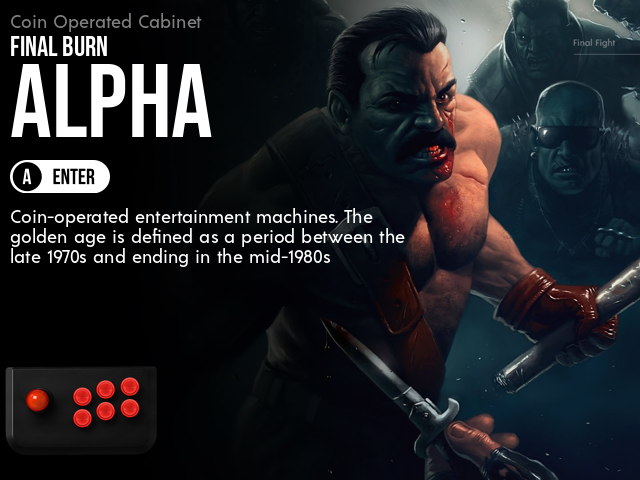 Coin Operated Cabinet
FINAL BURN
ALPHA
A ENTER
Coin-operated entertainment machines. The
golden age is defined as a period between the
late 1970s and ending in the mid-1980s
Final Fight